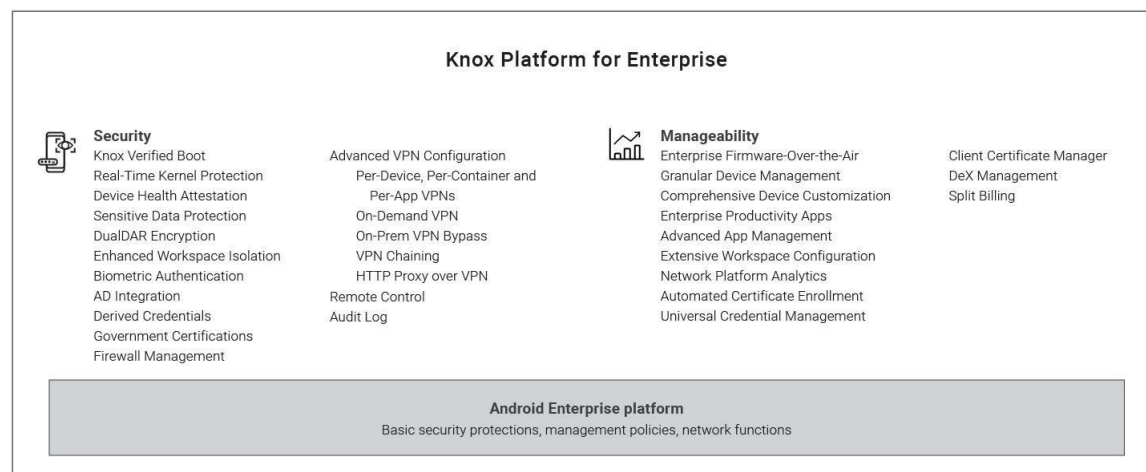 Knox Platform for Enterprise
Security
Knox Verified Boot
Real-Time Kernel Protection
Device Health Attestation
Sensitive Data Protection
DualDAR Encryption
Enhanced Workspace Isolation
Biometric Authentication
AD Integration
Derived Credentials
Government Certifications
Firewall Management
Advanced VPN Configuration
Per-Device, Per-Container and
Per-App VPNs
On-Demand VPN
On-Prem VPN Bypass
VPN Chaining
HTTP Proxy over VPN
Remote Control
Audit Log
Manageability
Enterprise Firmware-Over-the-Air
Granular Device Management
Comprehensive Device Customization
Enterprise Productivity Apps
Advanced App Management
Extensive Workspace Configuration
Network Platform Analytics
Automated Certificate Enrollment
Universal Credential Management
Client Certificate Manager
DeX Management
Split Billing
Android Enterprise platform
Basic security protections, management policies, network functions